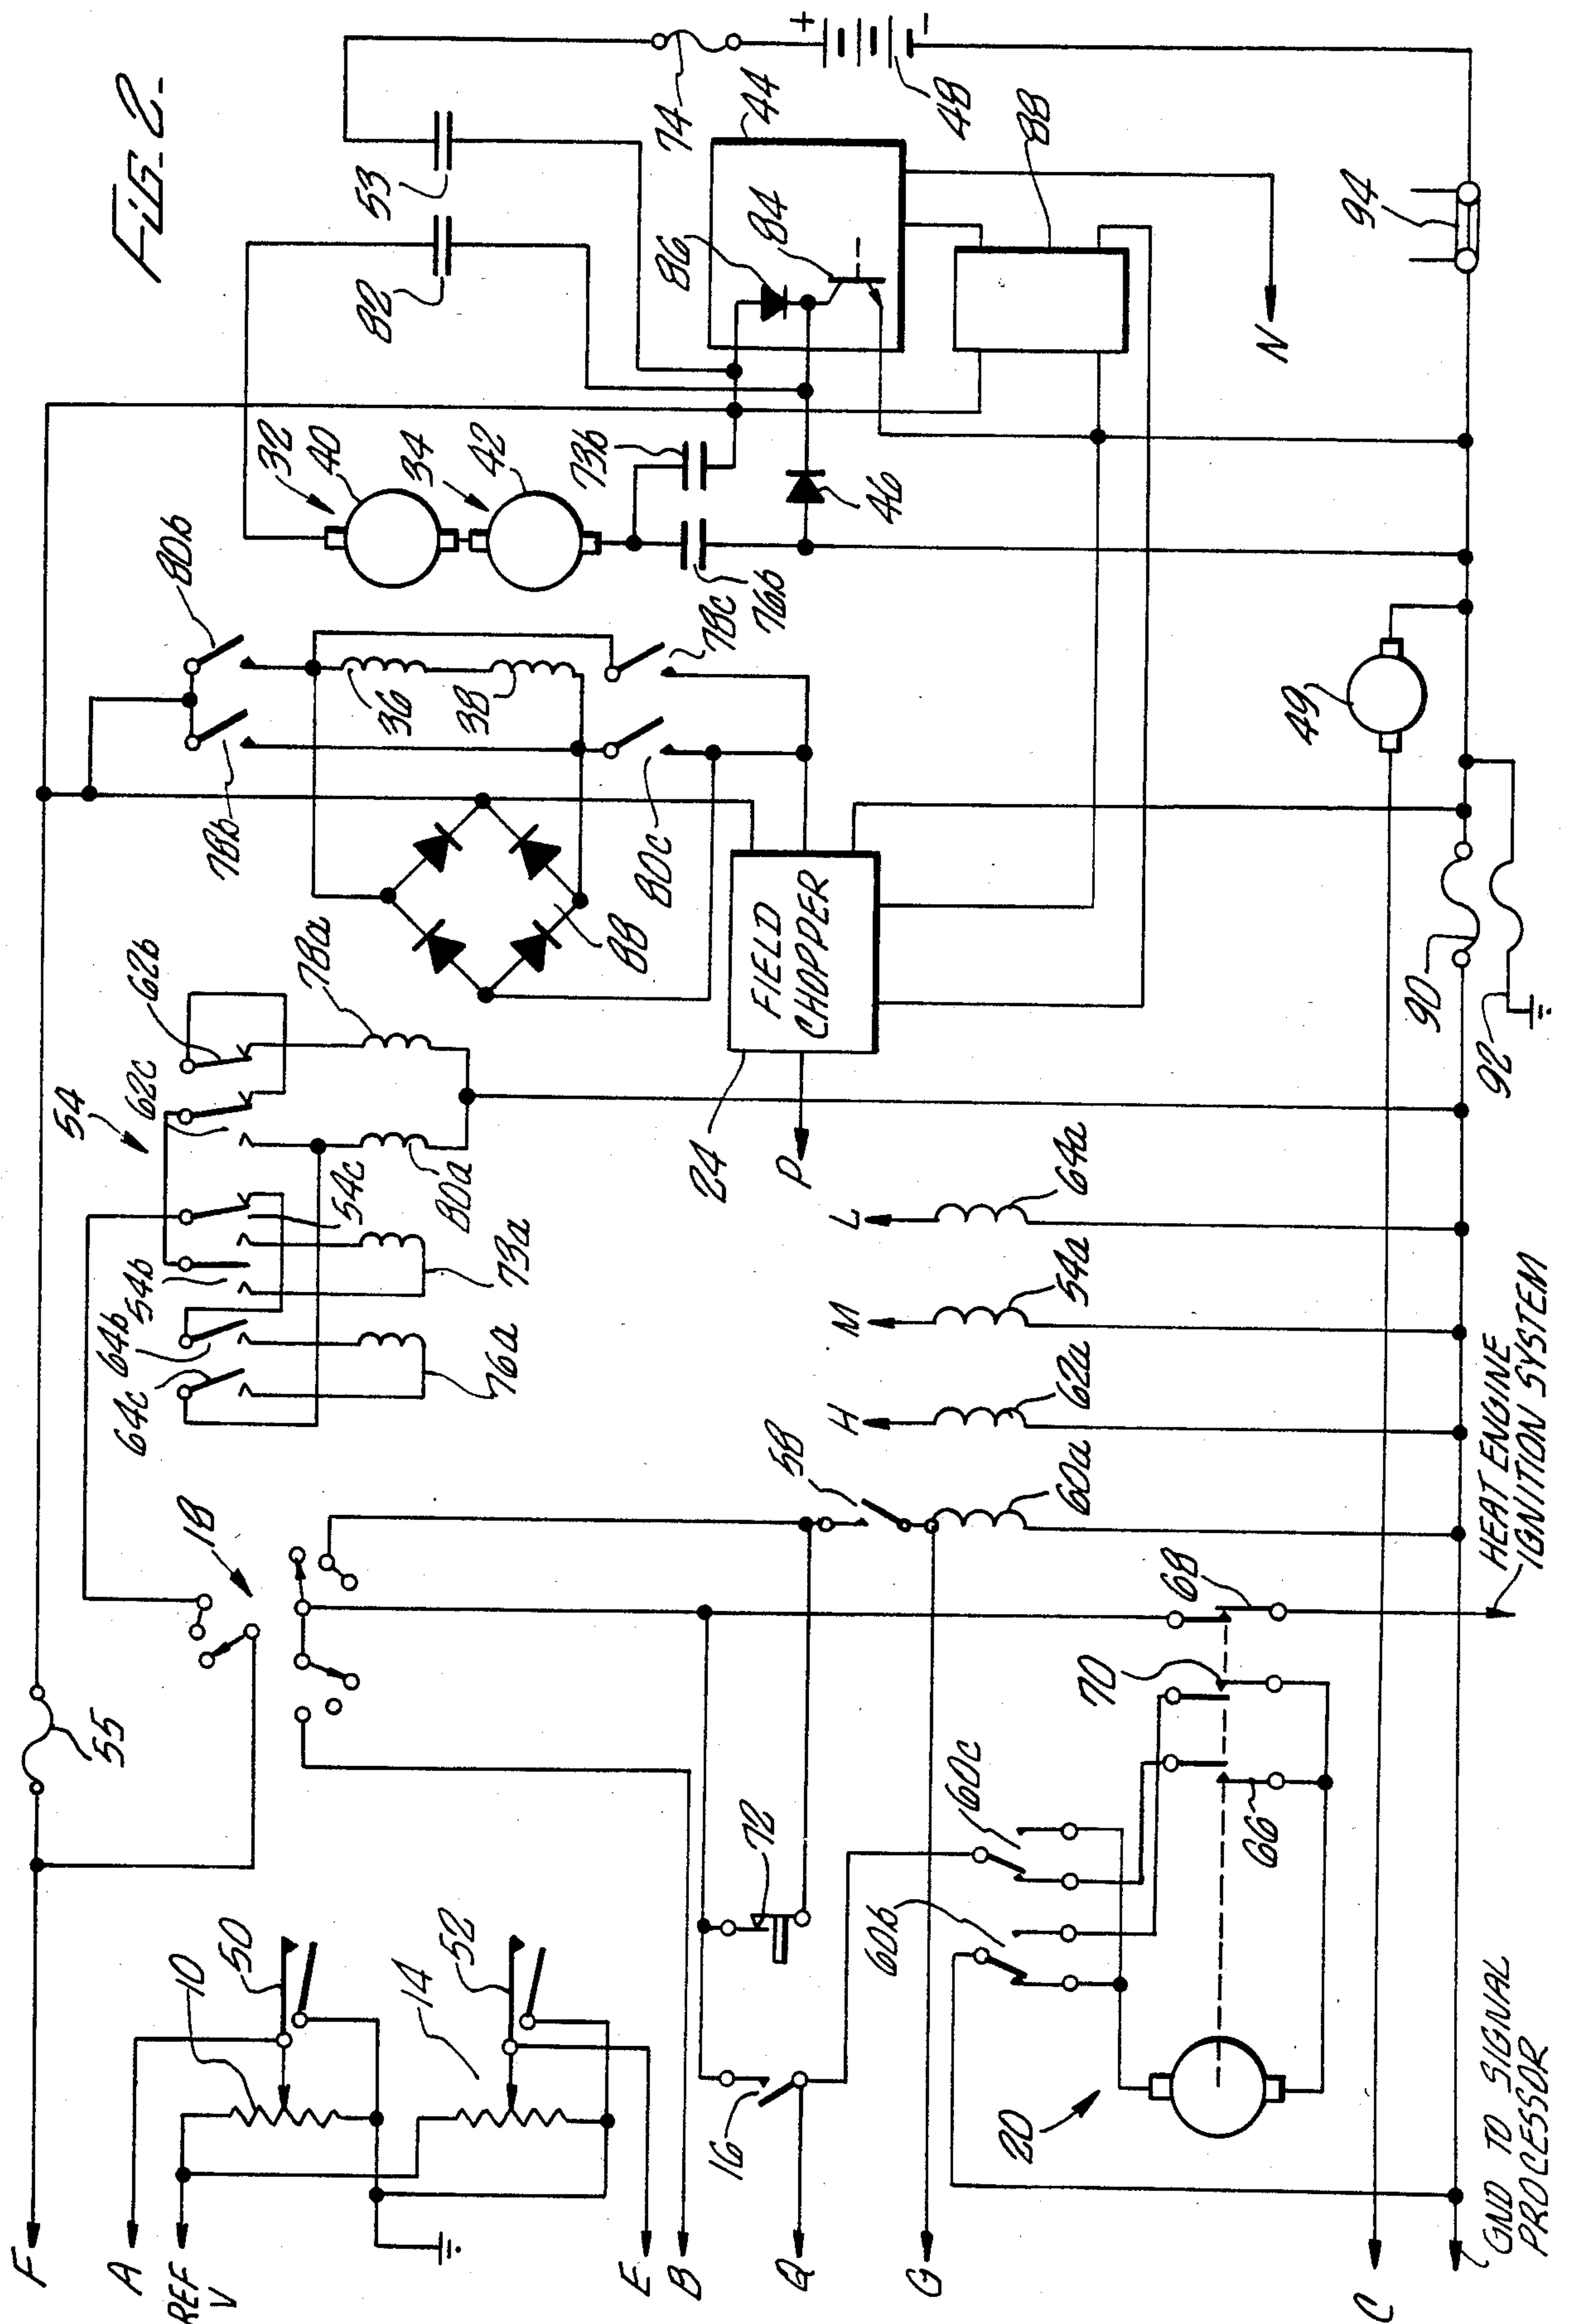 FIG. 2.
F
A
REF
V
E
B
Q
G
C
GND TO SIGNAL
PROCESSOR
10
50
14
52
55
18
16
72
20
60b
60c
66
70
68
HEAT ENGINE
IGNITION SYSTEM
58
60a
H
62a
M
54a
L
64a
64c
64b
54b
54c
76a
73a
54
62c
62b
80a
78a
24
P
FIELD
CHOPPER
88
78b
80b
36
38
80c
78c
76b
73b
32
40
34
42
46
82
53
86
84
44
74
48
88
N
49
90
92
94